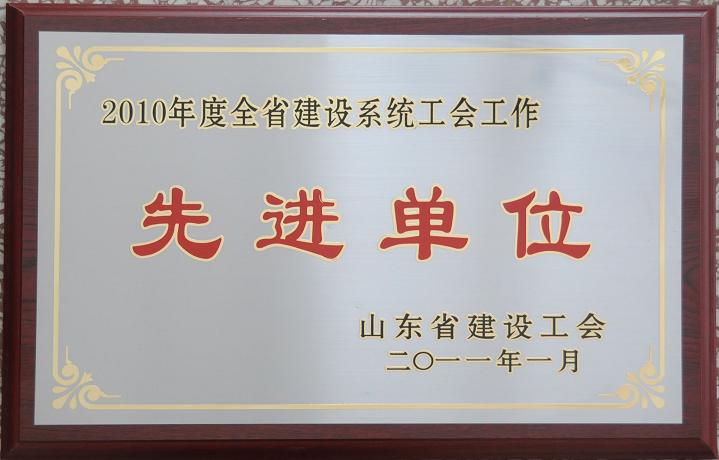 2010年度全省建设系统工会工作
先进单位
山东省建设工会
二〇一一年一月